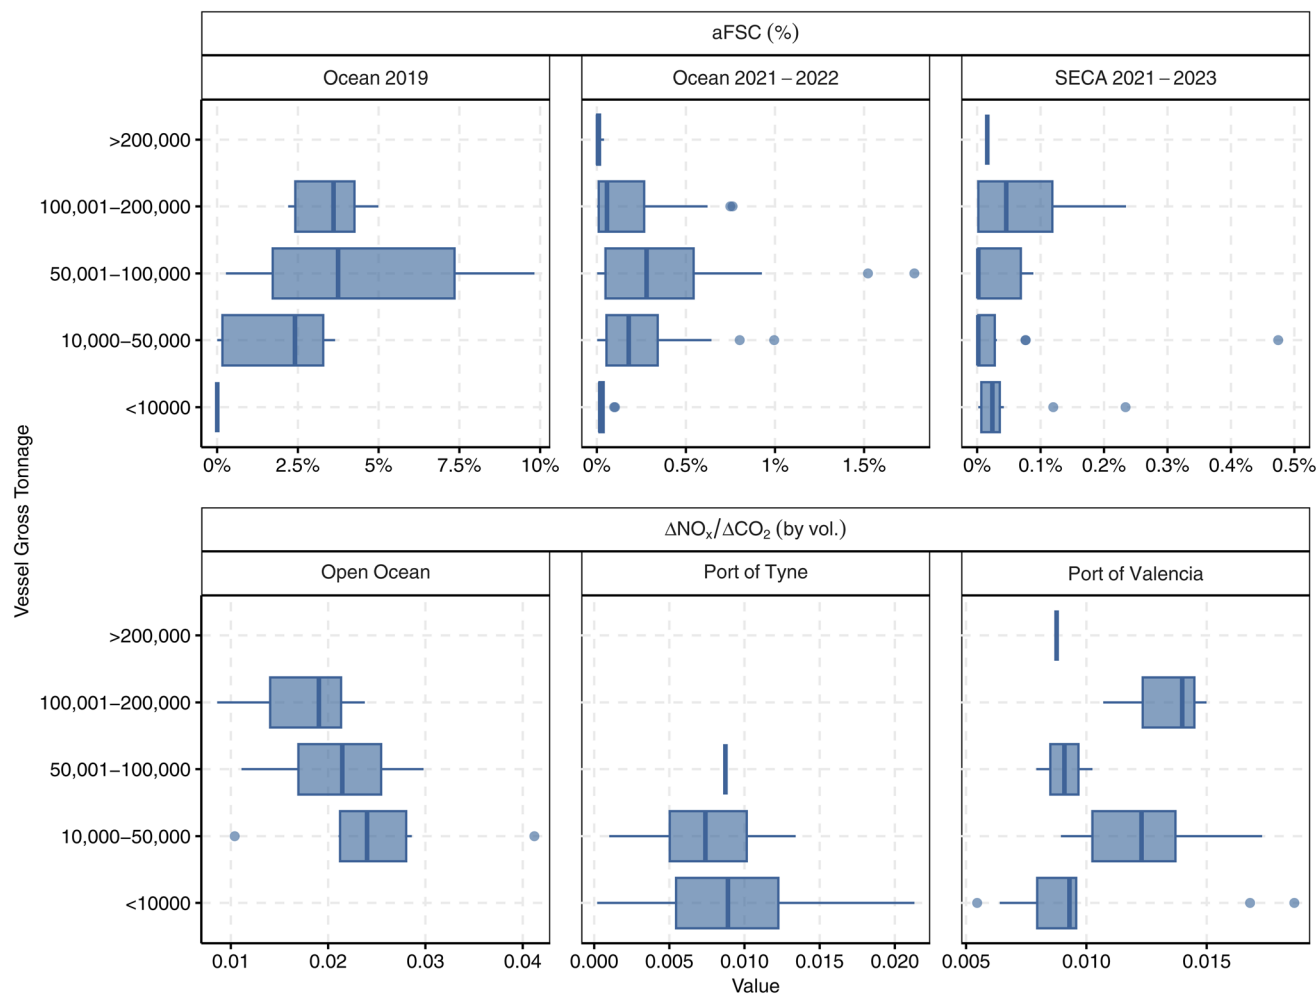 aFSC (%)
Ocean 2019
Ocean 2021 – 2022
SECA 2021 – 2023
>200,000
100,001–200,000
50,001–100,000
10,000–50,000
<10000
0% 2.5% 5% 7.5% 10%
0% 0.5% 1% 1.5%
0% 0.1% 0.2% 0.3% 0.4% 0.5%
Vessel Gross Tonnage
ΔNOₓ/ΔCO₂ (by vol.)
Open Ocean
Port of Tyne
Port of Valencia
>200,000
100,001–200,000
50,001–100,000
10,000–50,000
<10000
0.01 0.02 0.03 0.04
0.000 0.005 0.010 0.015 0.020
0.005 0.010 0.015
Value